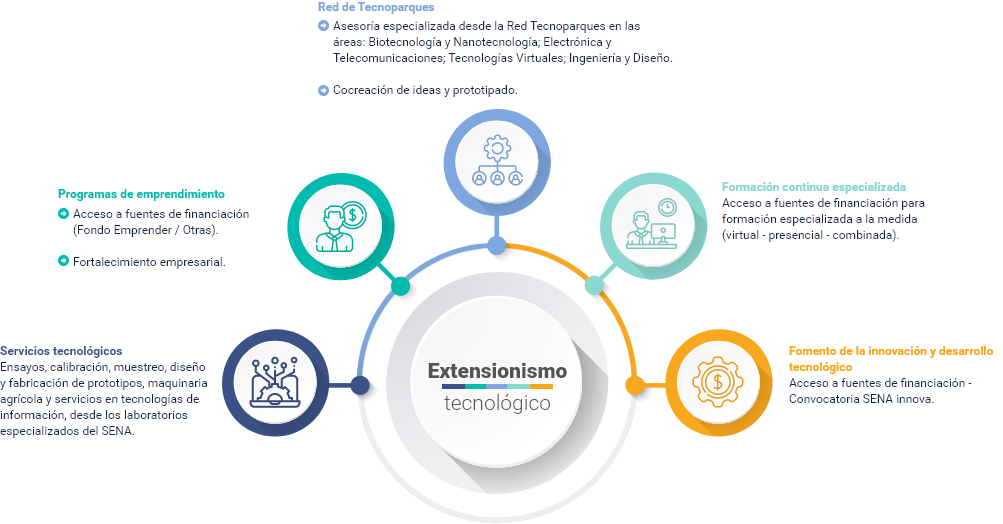 Red de Tecnoparques
Asesoría especializada desde la Red Tecnoparques en las
áreas: Biotecnología y Nanotecnología; Electrónica y
Telecomunicaciones; Tecnologías Virtuales; Ingeniería y Diseño.
Cocreación de ideas y prototipado.
Programas de emprendimiento
Acceso a fuentes de financiación
(Fondo Emprender / Otras).
Fortalecimiento empresarial.
Formación continua especializada
Acceso a fuentes de financiación para
formación especializada a la medida
(virtual - presencial - combinada).
Servicios tecnológicos
Ensayos, calibración, muestreo, diseño
y fabricación de prototipos, maquinaria
agrícola y servicios en tecnologías de
información, desde los laboratorios
especializados del SENA.
Extensionismo
tecnológico
Fomento de la innovación y desarrollo
tecnológico
Acceso a fuentes de financiación -
Convocatoria SENA innova.